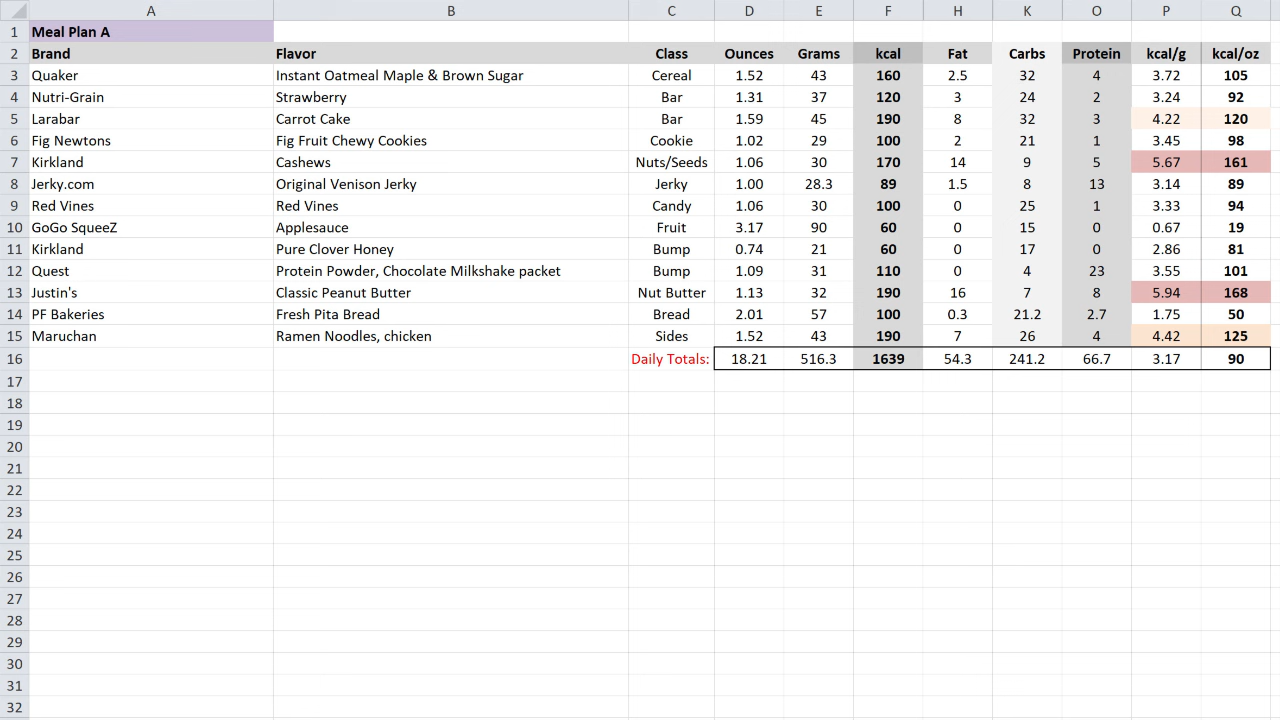 A B C D E F H K O P Q
1 Meal Plan A
2 Brand Flavor Class Ounces Grams kcal Fat Carbs Protein kcal/g kcal/oz
3 Quaker Instant Oatmeal Maple & Brown Sugar Cereal 1.52 43 160 2.5 32 4 3.72 105
4 Nutri-Grain Strawberry Bar 1.31 37 120 3 24 2 3.24 92
5 Larabar Carrot Cake Bar 1.59 45 190 8 32 3 4.22 120
6 Fig Newtons Fig Fruit Chewy Cookies Cookie 1.02 29 100 2 21 1 3.45 98
7 Kirkland Cashews Nuts/Seeds 1.06 30 170 14 9 5 5.67 161
8 Jerky.com Original Venison Jerky Jerky 1.00 28.3 89 1.5 8 13 3.14 89
9 Red Vines Red Vines Candy 1.06 30 100 0 25 1 3.33 94
10 GoGo SqueeZ Applesauce Fruit 3.17 90 60 0 15 0 0.67 19
11 Kirkland Pure Clover Honey Bump 0.74 21 60 0 17 0 2.86 81
12 Quest Protein Powder, Chocolate Milkshake packet Bump 1.09 31 110 0 4 23 3.55 101
13 Justin's Classic Peanut Butter Nut Butter 1.13 32 190 16 7 8 5.94 168
14 PF Bakeries Fresh Pita Bread Bread 2.01 57 100 0.3 21.2 2.7 1.75 50
15 Maruchan Ramen Noodles, chicken Sides 1.52 43 190 7 26 4 4.42 125
16 Daily Totals: 18.21 516.3 1639 54.3 241.2 66.7 3.17 90
17
18
19
20
21
22
23
24
25
26
27
28
29
30
31
32